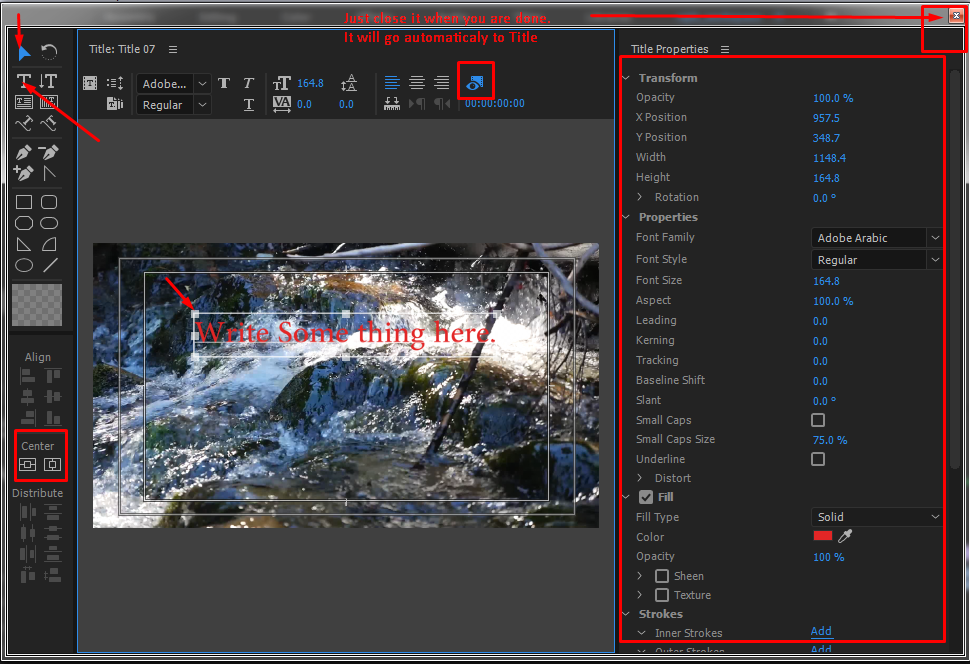 Just close it when you are done.
It will go automaticaly to Title
Title: Title 07
Adobe... 164.8
Regular 0.0 0.0 00:00:00:00
Write Some thing here.
Align
Center
Distribute
Title Properties
Transform
Opacity 100.0 %
X Position 957.5
Y Position 348.7
Width 1148.4
Height 164.8
Rotation 0.0 °
Properties
Font Family Adobe Arabic
Font Style Regular
Font Size 164.8
Aspect 100.0 %
Leading 0.0
Kerning 0.0
Tracking 0.0
Baseline Shift 0.0
Slant 0.0 °
Small Caps
Small Caps Size 75.0 %
Underline
Distort
Fill
Fill Type Solid
Color
Opacity 100 %
Sheen
Texture
Strokes
Inner Strokes Add
Outer Strokes Add